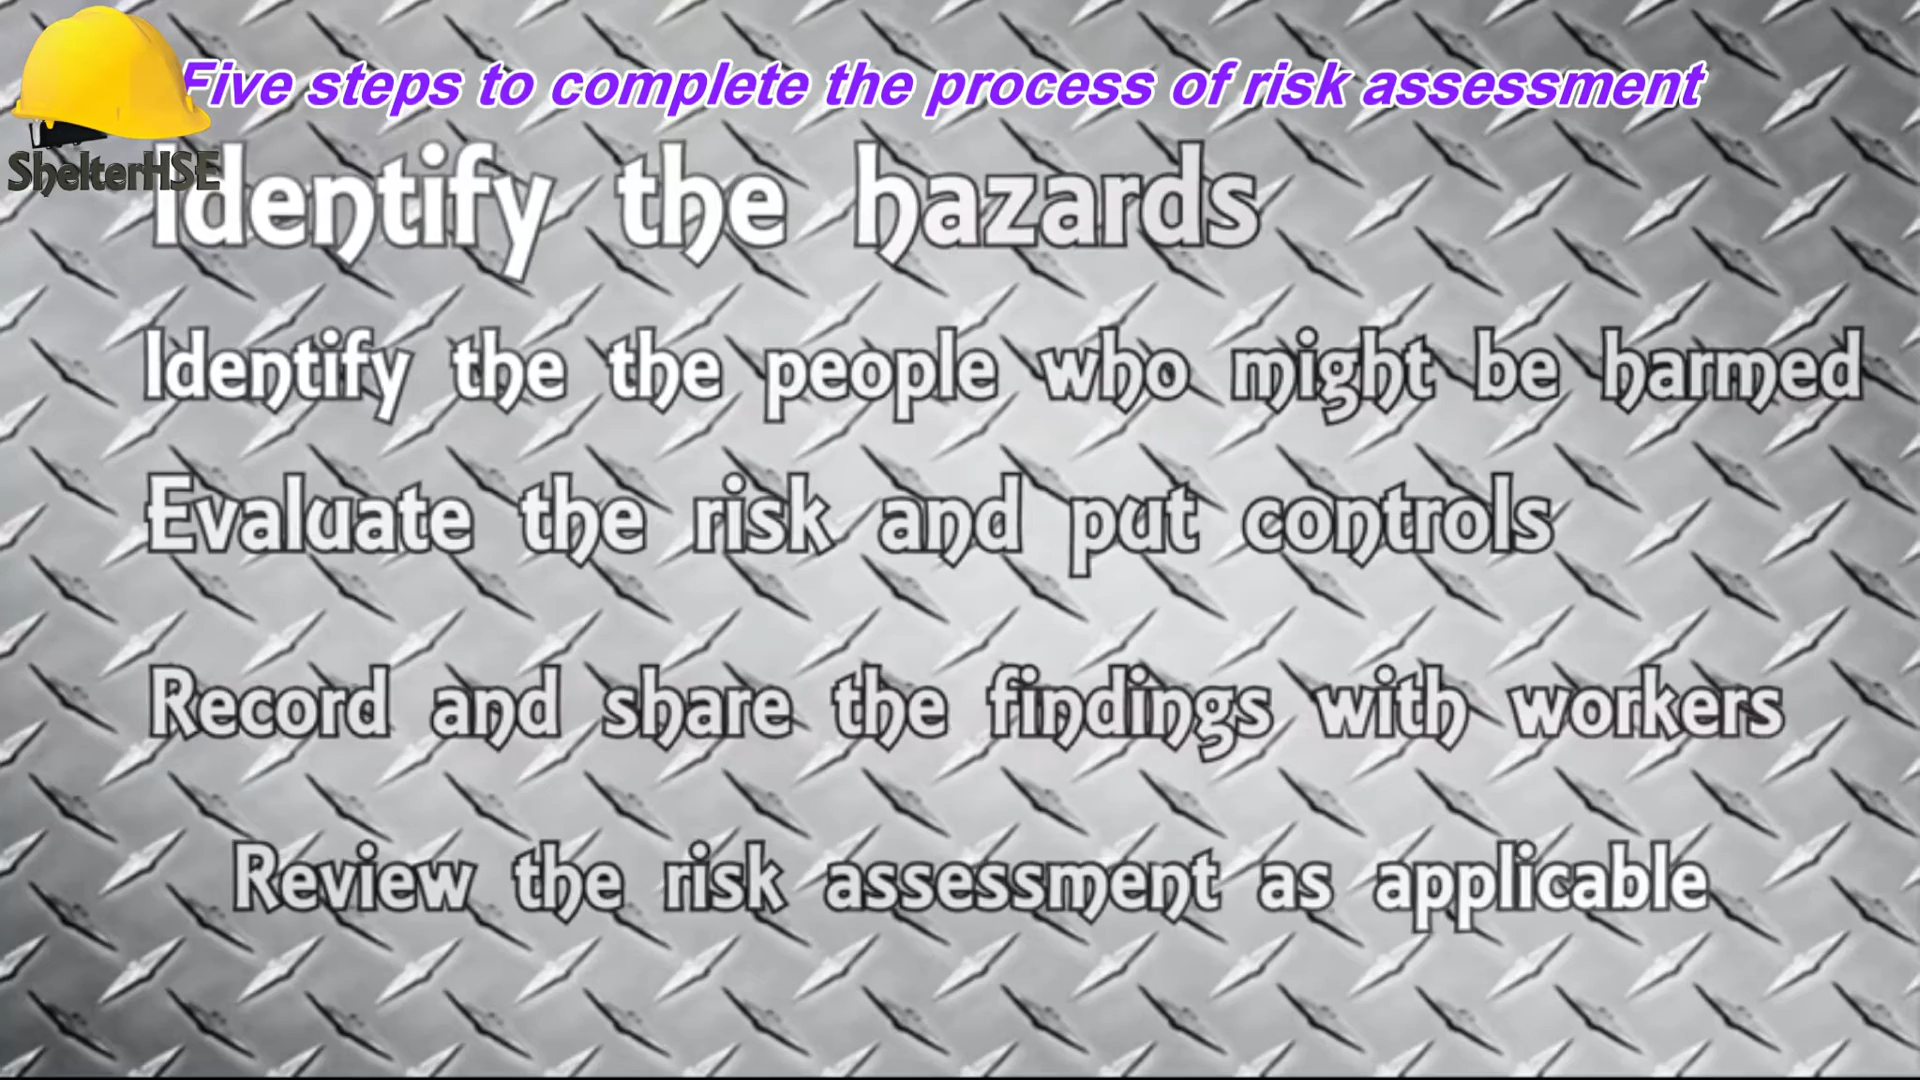 Five steps to complete the process of risk assessment
ShelterHSE
Identify the hazards
Identify the the people who might be harmed
Evaluate the risk and put controls
Record and share the findings with workers
Review the risk assessment as applicable